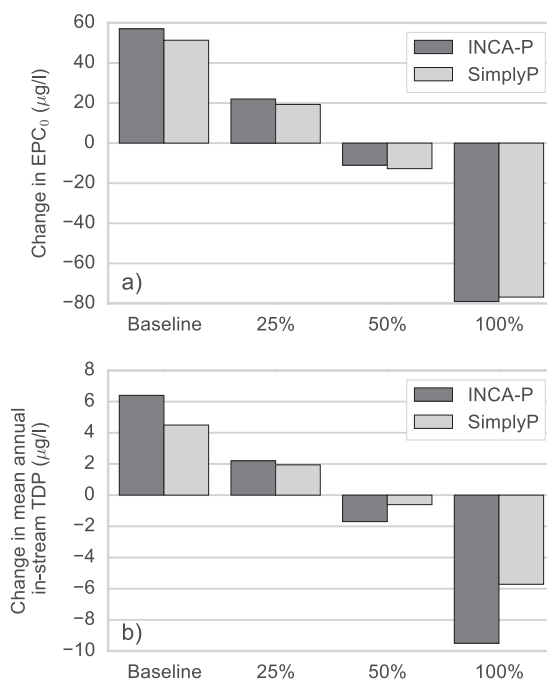 60
40
20
0
−20
−40
−60
−80
Change in EPC₀ (μg/l)
INCA-P
SimplyP
a)
Baseline 25% 50% 100%
8
6
4
2
0
−2
−4
−6
−8
−10
Change in mean annual
in-stream TDP (μg/l)
INCA-P
SimplyP
b)
Baseline 25% 50% 100%